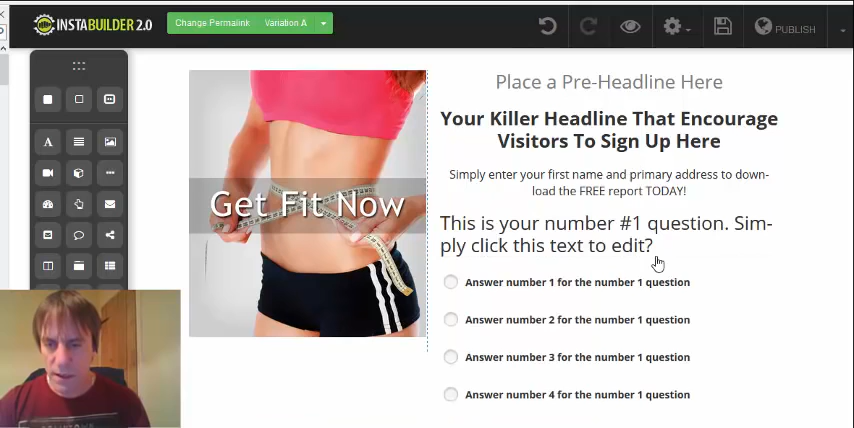 INSTABUILDER 2.0
Change Permalink
Variation A
PUBLISH
A
Get Fit Now
Place a Pre-Headline Here
Your Killer Headline That Encourage
Visitors To Sign Up Here
Simply enter your first name and primary address to down-
load the FREE report TODAY!
This is your number #1 question. Sim-
ply click this text to edit?
Answer number 1 for the number 1 question
Answer number 2 for the number 1 question
Answer number 3 for the number 1 question
Answer number 4 for the number 1 question